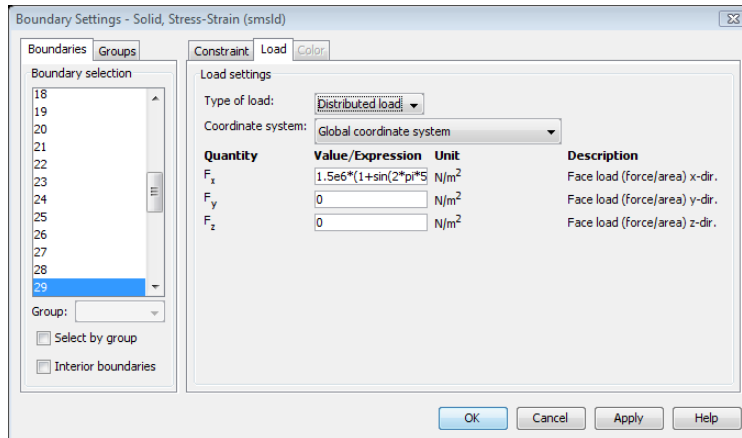 Boundary Settings - Solid, Stress-Strain (smsld)
Boundaries Groups
Constraint Load Color
Boundary selection
18
19
20
21
22
23
24
25
26
27
28
29
Group:
Select by group
Interior boundaries
Load settings
Type of load: Distributed load
Coordinate system: Global coordinate system
Quantity Value/Expression Unit Description
Fx 1.5e6*(1+sin(2*pi*5 N/m² Face load (force/area) x-dir.
Fy 0 N/m² Face load (force/area) y-dir.
Fz 0 N/m² Face load (force/area) z-dir.
OK Cancel Apply Help